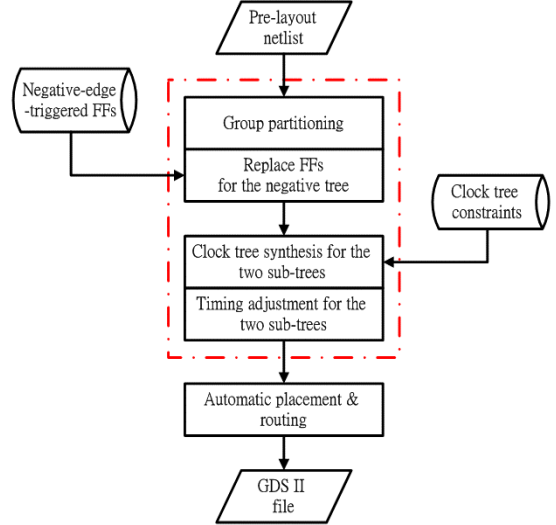 Pre-layout
netlist
Negative-edge
-triggered FFs
Group partitioning
Replace FFs
for the negative tree
Clock tree
constraints
Clock tree synthesis for the
two sub-trees
Timing adjustment for the
two sub-trees
Automatic placement &
routing
GDS II
file